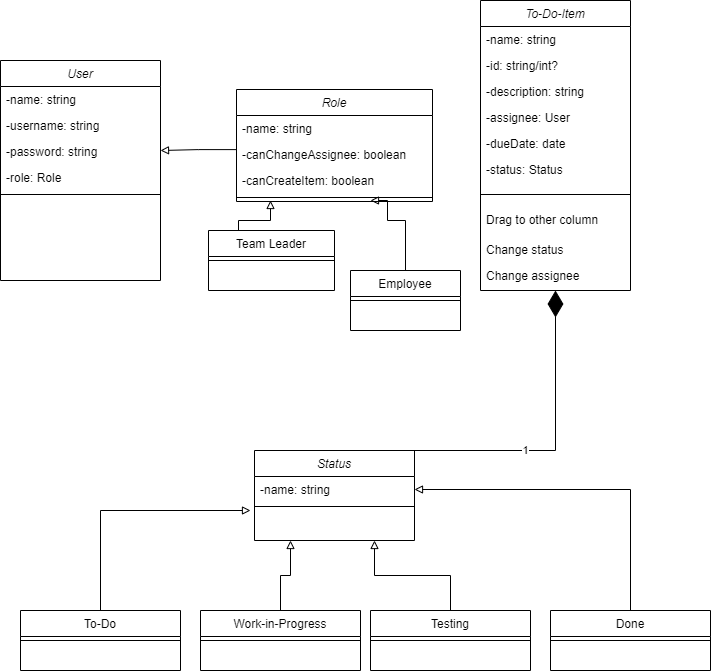 User
-name: string
-username: string
-password: string
-role: Role
Role
-name: string
-canChangeAssignee: boolean
-canCreateItem: boolean
Team Leader
Employee
To-Do-Item
-name: string
-id: string/int?
-description: string
-assignee: User
-dueDate: date
-status: Status
Drag to other column
Change status
Change assignee
1
Status
-name: string
To-Do
Work-in-Progress
Testing
Done